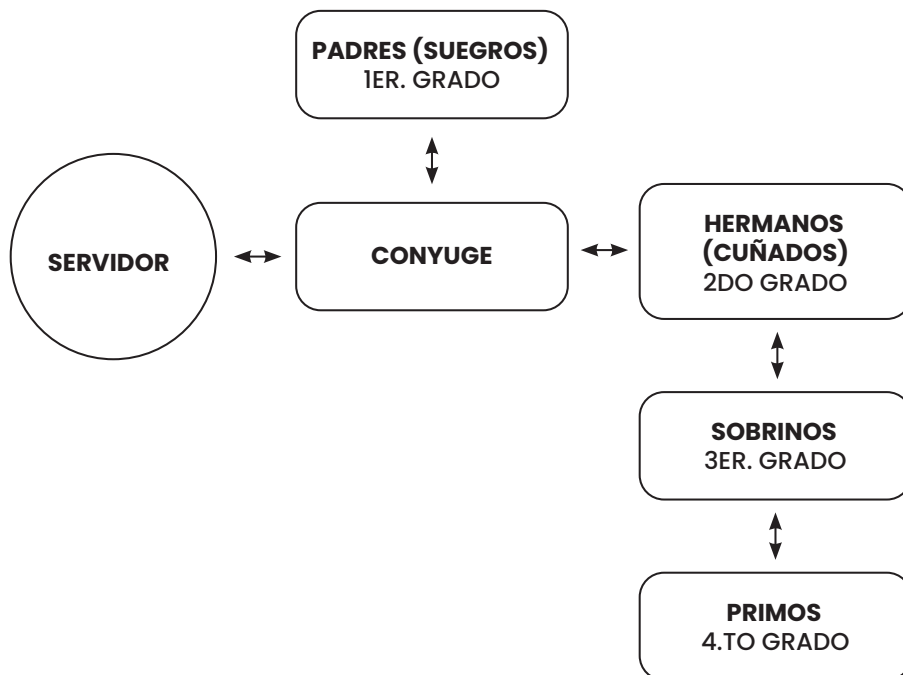 PADRES (SUEGROS)
1ER. GRADO
SERVIDOR
CONYUGE
HERMANOS
(CUÑADOS)
2DO GRADO
SOBRINOS
3ER. GRADO
PRIMOS
4.TO GRADO